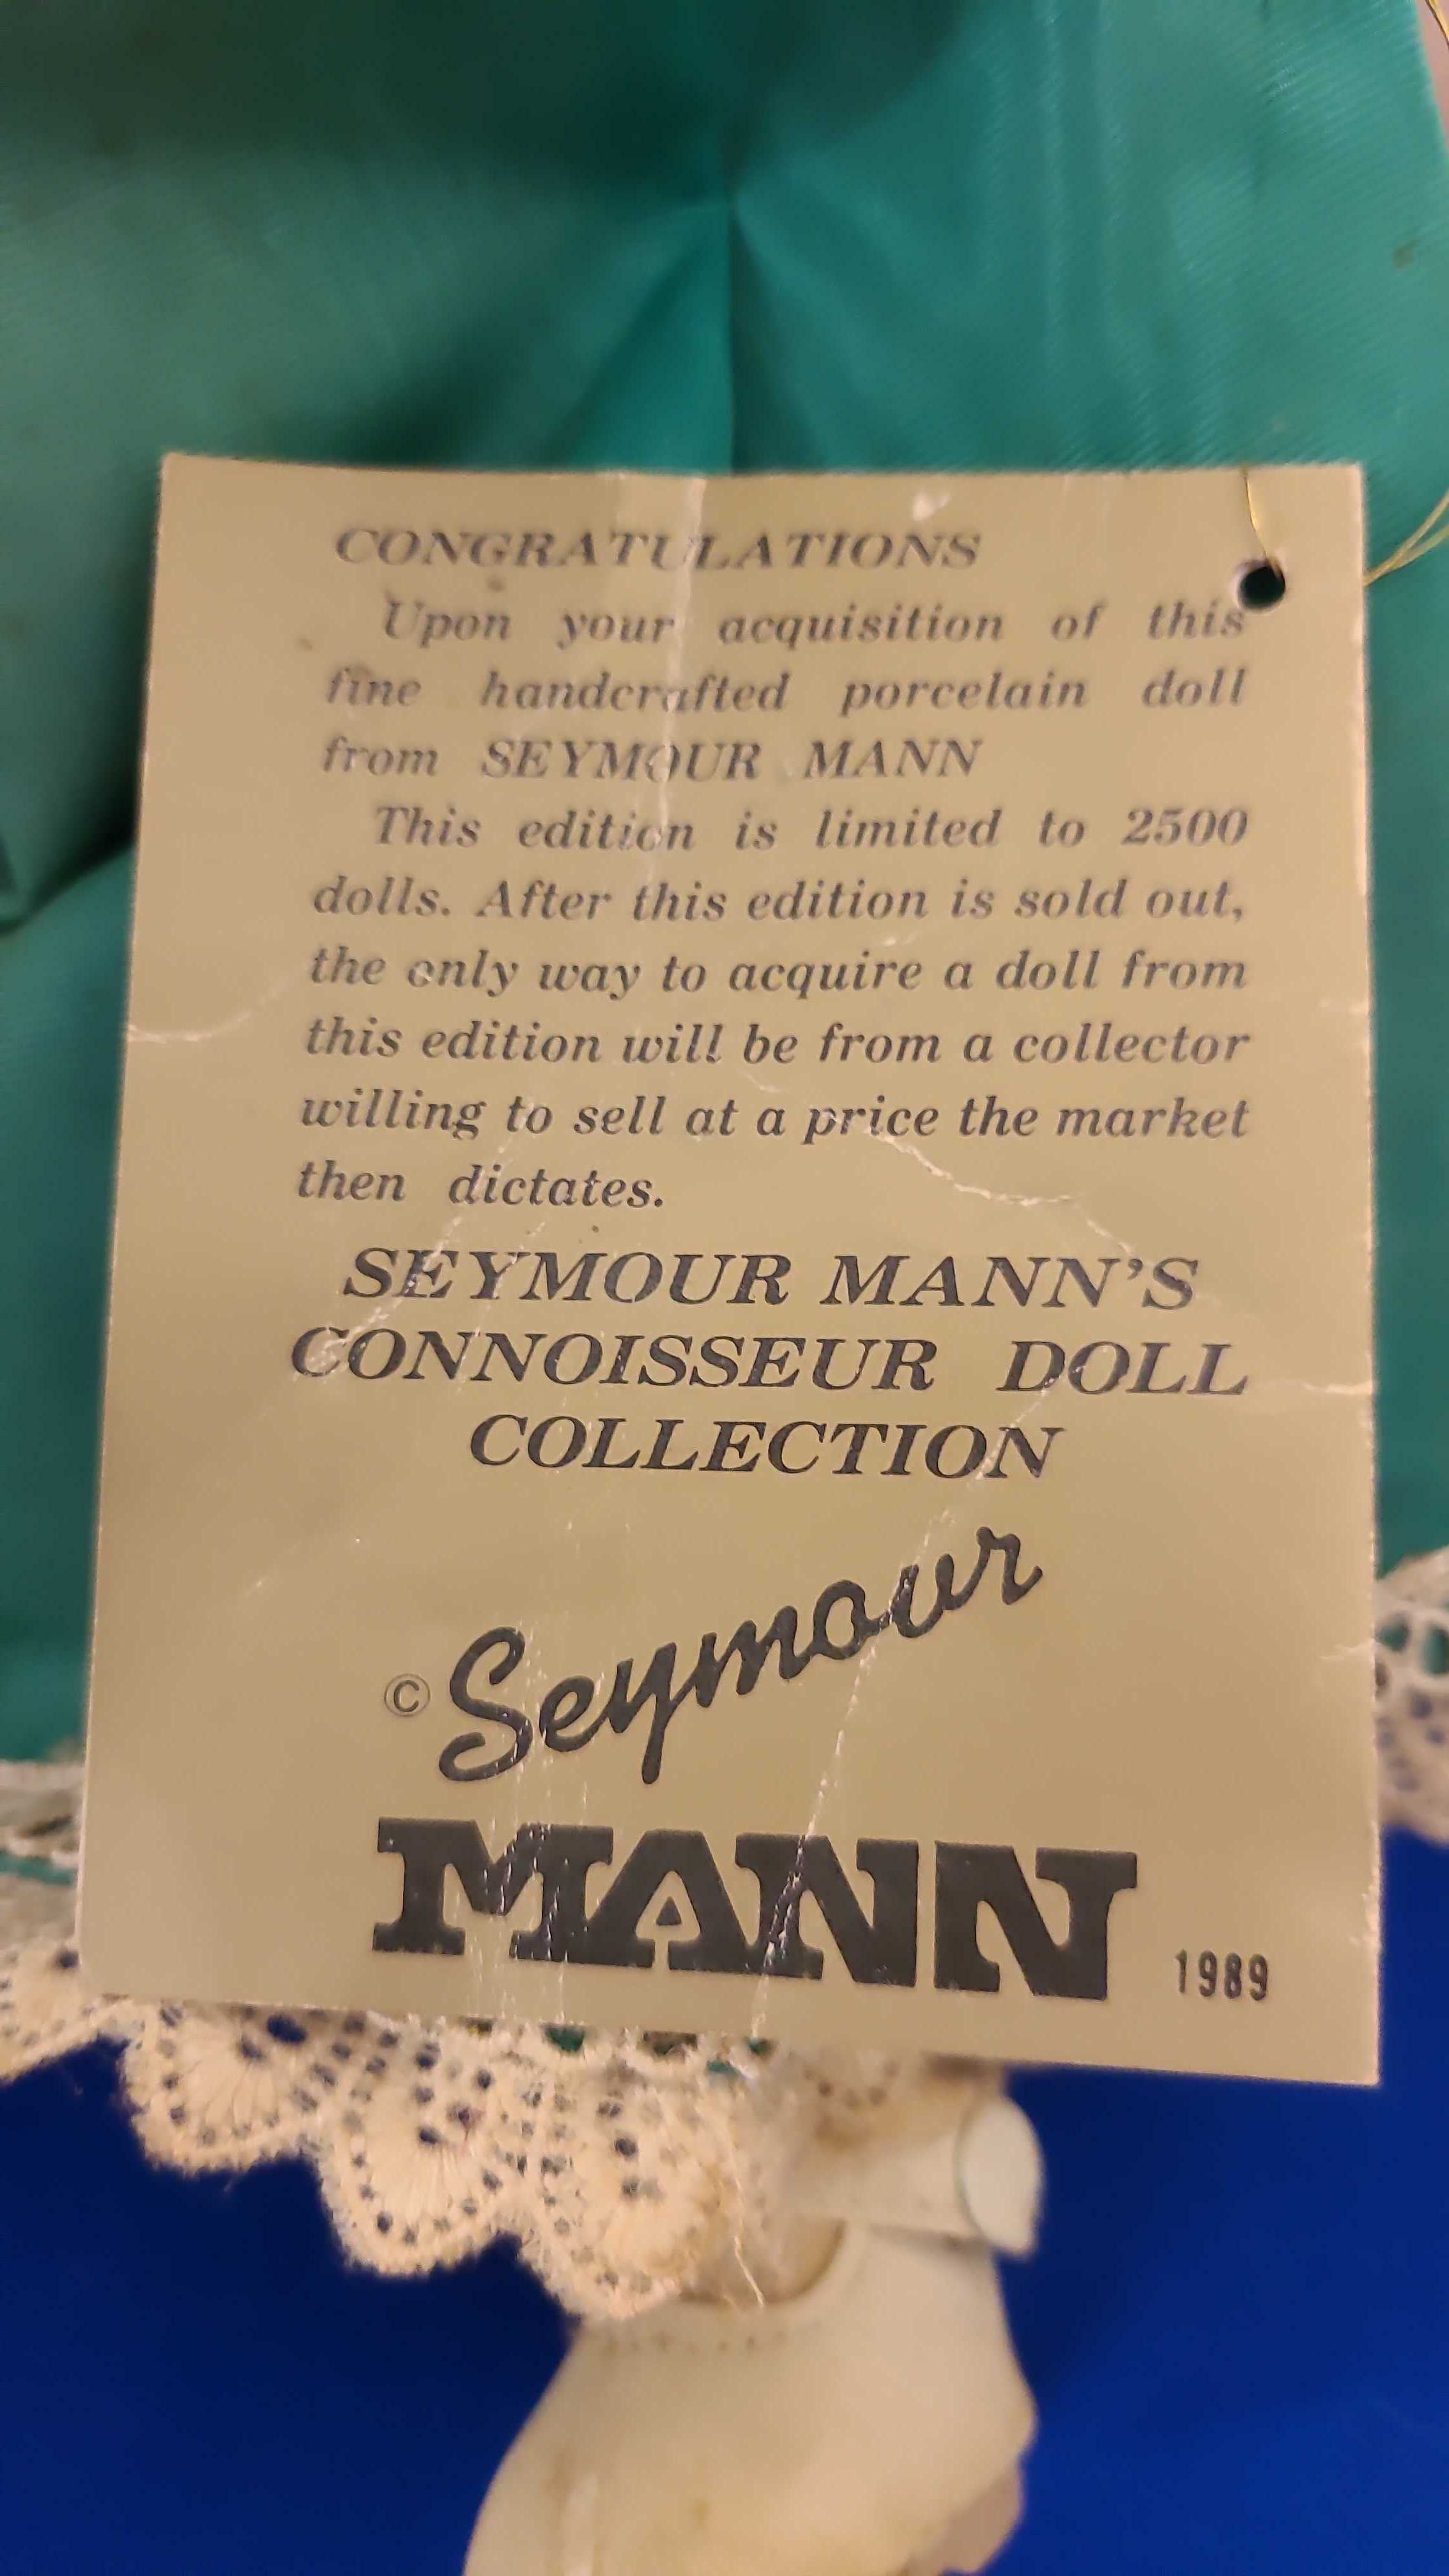 CONGRATULATIONS
Upon your acquisition of this
fine handcrafted porcelain doll
from SEYMOUR MANN
This edition is limited to 2500
dolls. After this edition is sold out,
the only way to acquire a doll from
this edition will be from a collector
willing to sell at a price the market
then dictates.
SEYMOUR MANN'S
CONNOISSEUR DOLL
COLLECTION
© Seymour
MANN 1989